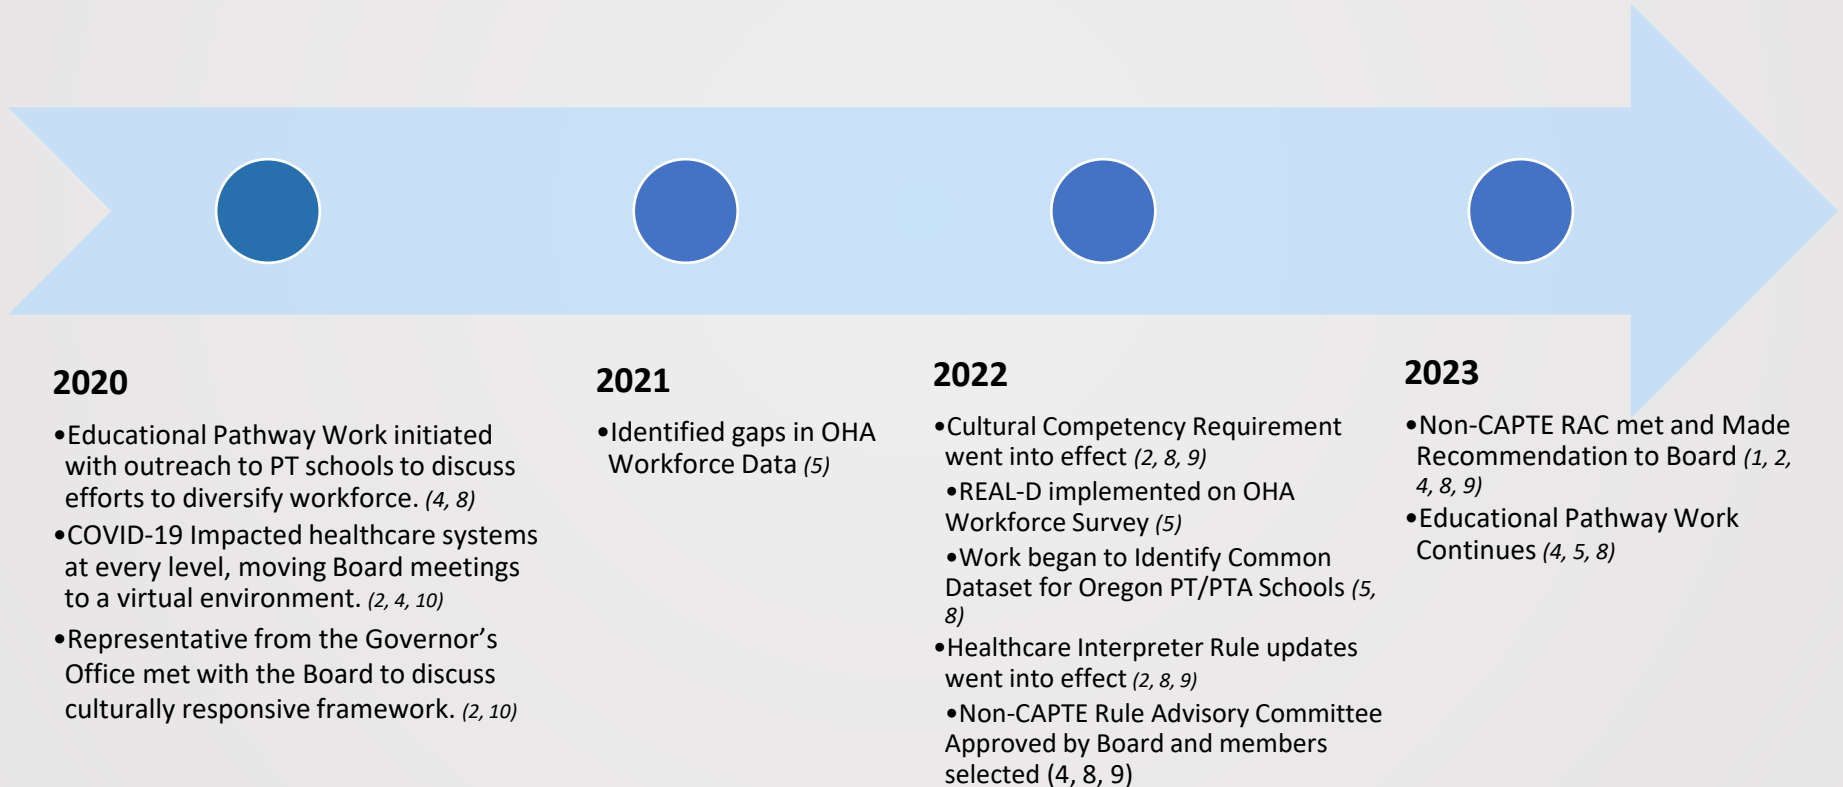 2020
•Educational Pathway Work initiated
with outreach to PT schools to discuss
efforts to diversify workforce. (4, 8)
•COVID-19 Impacted healthcare systems
at every level, moving Board meetings
to a virtual environment. (2, 4, 10)
•Representative from the Governor’s
Office met with the Board to discuss
culturally responsive framework. (2, 10)
2021
•Identified gaps in OHA
Workforce Data (5)
2022
•Cultural Competency Requirement
went into effect (2, 8, 9)
•REAL-D implemented on OHA
Workforce Survey (5)
•Work began to Identify Common
Dataset for Oregon PT/PTA Schools (5,
8)
•Healthcare Interpreter Rule updates
went into effect (2, 8, 9)
•Non-CAPTE Rule Advisory Committee
Approved by Board and members
selected (4, 8, 9)
2023
•Non-CAPTE RAC met and Made
Recommendation to Board (1, 2,
4, 8, 9)
•Educational Pathway Work
Continues (4, 5, 8)